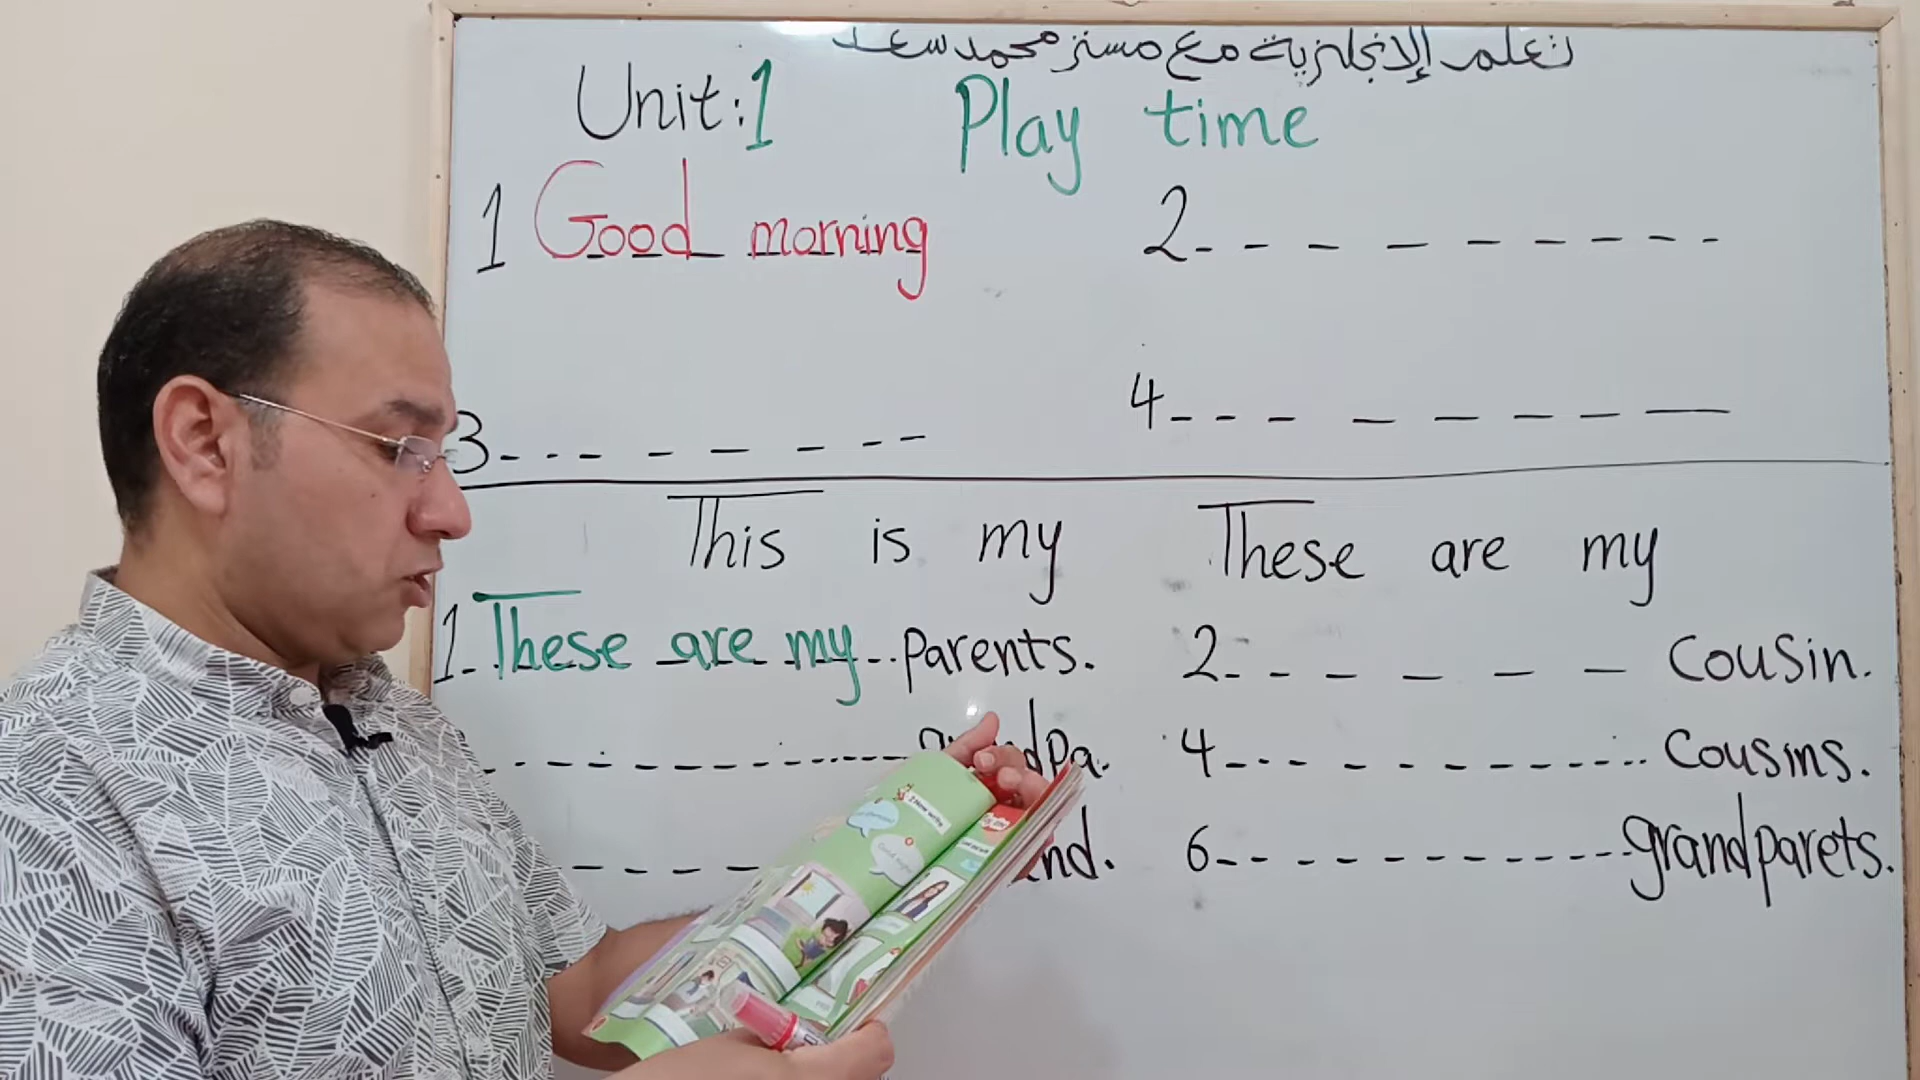 تعلم الإنجليزية مع مستر محمد سعد
Unit:1 Play time
1 Good morning 2
3 4
This is my These are my
1. These are my parents. 2 cousin.
4 cousins.
6 grandparets.